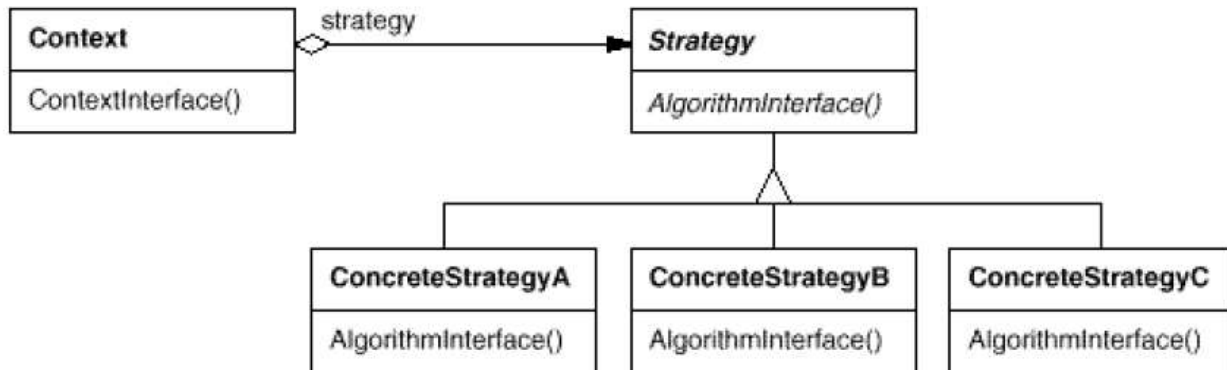 strategy
Context
Strategy
ContextInterface()
AlgorithmInterface()
ConcreteStrategyA
ConcreteStrategyB
ConcreteStrategyC
AlgorithmInterface()
AlgorithmInterface()
AlgorithmInterface()